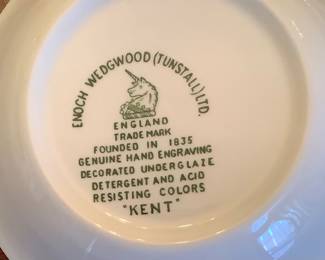 ENOCH WEDGWOOD (TUNSTALL) LTD.
ENGLAND
TRADE MARK
FOUNDED IN 1835
GENUINE HAND ENGRAVING
DECORATED UNDERGLAZE
DETERGENT AND ACID
RESISTING COLORS
"KENT"